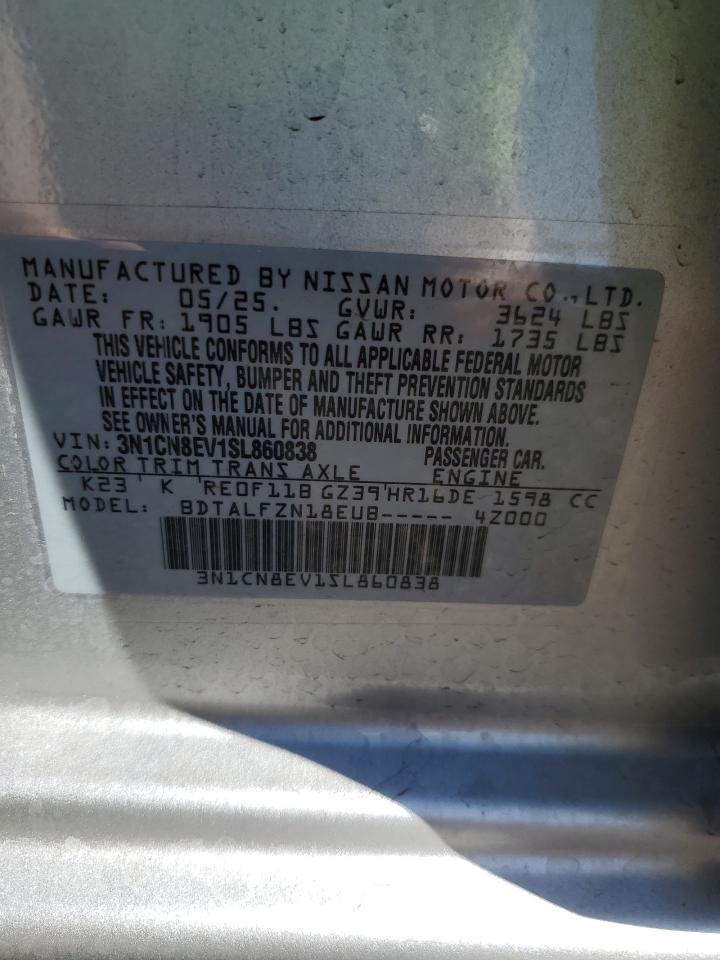 MANUFACTURED BY NISSAN MOTOR CO.,LTD.
DATE: 05/25. GVWR: 3624 LBS
GAWR FR: 1905 LBS GAWR RR: 1735 LBS
THIS VEHICLE CONFORMS TO ALL APPLICABLE FEDERAL MOTOR
VEHICLE SAFETY, BUMPER AND THEFT PREVENTION STANDARDS
IN EFFECT ON THE DATE OF MANUFACTURE SHOWN ABOVE.
SEE OWNER'S MANUAL FOR ADDITIONAL INFORMATION.
VIN: 3N1CN8EV1SL860838 PASSENGER CAR.
COLOR TRIM TRANS AXLE ENGINE
K23 K RE0F11B GZ39 HR16DE 1598 CC
MODEL: BDTALFZN18EUB----- 4Z000
3N1CN8EV1SL860838